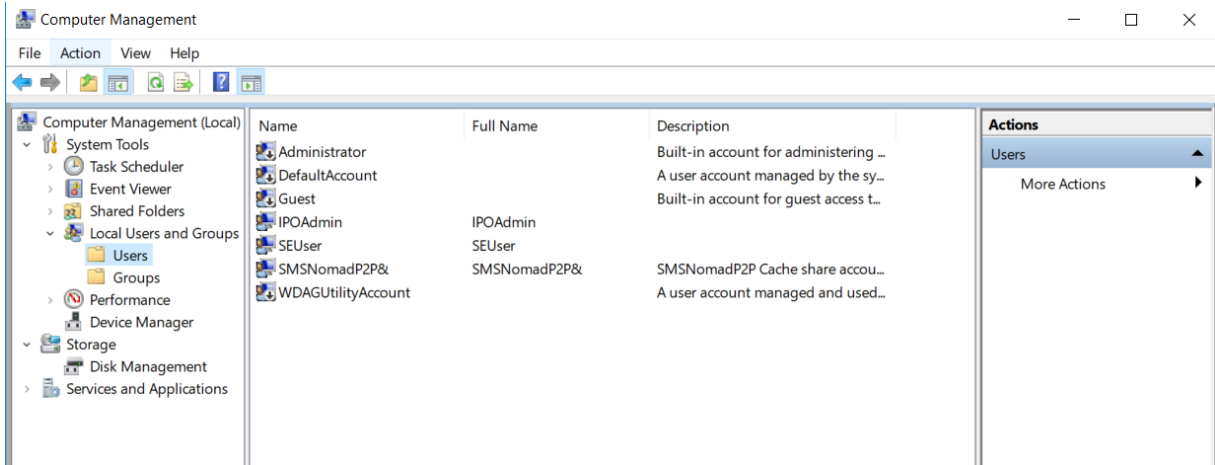 Computer Management
File Action View Help
Computer Management (Local)
System Tools
Task Scheduler
Event Viewer
Shared Folders
Local Users and Groups
Users
Groups
Performance
Device Manager
Storage
Disk Management
Services and Applications
Name Full Name Description
Administrator Built-in account for administering ...
DefaultAccount A user account managed by the sy...
Guest Built-in account for guest access t...
IPOAdmin IPOAdmin
SEUser SEUser
SMSNomadP2P& SMSNomadP2P& SMSNomadP2P Cache share accou...
WDAGUtilityAccount A user account managed and used...
Actions
Users
More Actions